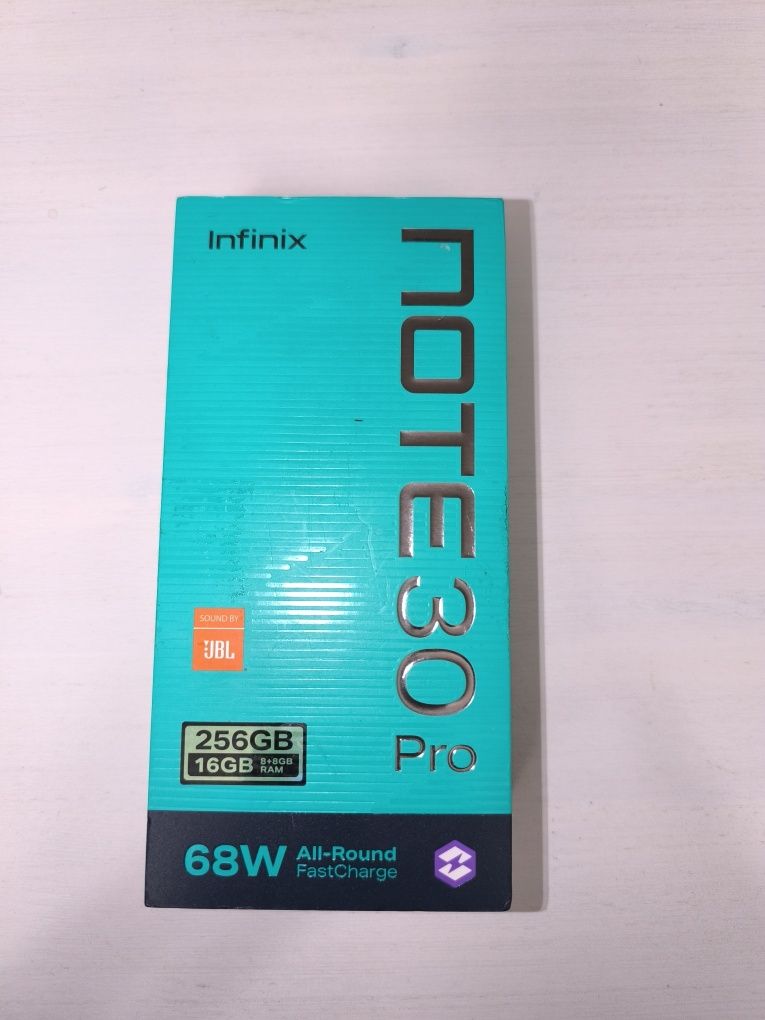 Infinix
NOTE 30
Pro
SOUND BY
JBL
256GB
16GB 8+8GB
RAM
68W All-Round
FastCharge